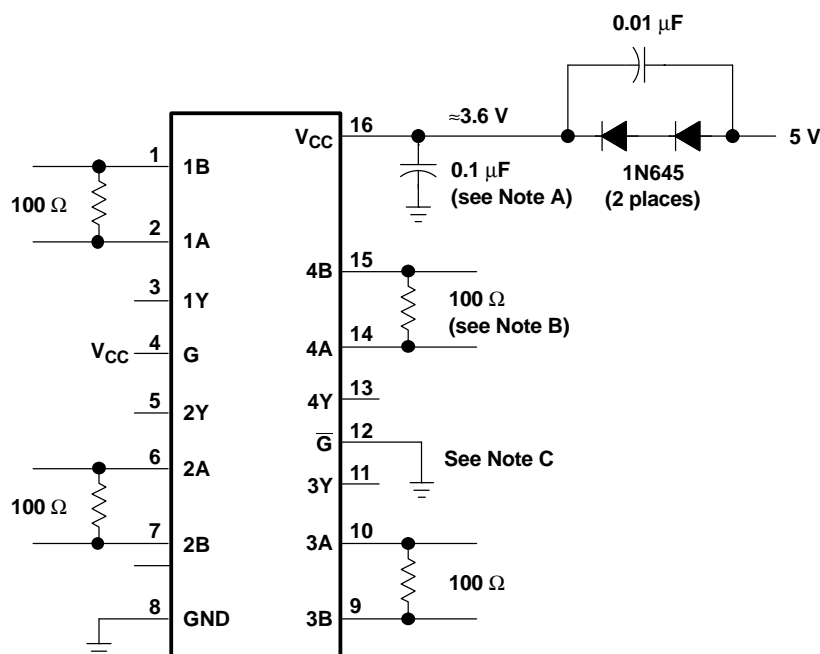 0.01 μF
16
≈3.6 V
VCC
5 V
1
1B
0.1 μF
(see Note A)
1N645
(2 places)
100 Ω
2
1A
15
4B
3
1Y
100 Ω
(see Note B)
VCC
4
G
14
4A
5
2Y
13
4Y
12
G̅
See Note C
6
2A
11
3Y
100 Ω
7
2B
10
3A
100 Ω
8
GND
9
3B